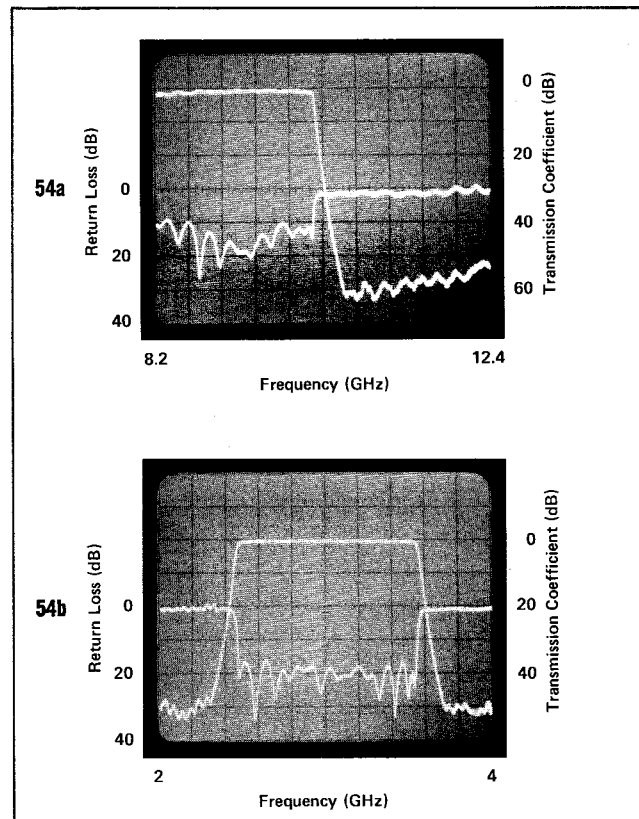 54a
Return Loss (dB)
0
20
40
0
20
40
60
Transmission Coefficient (dB)
8.2
12.4
Frequency (GHz)
54b
Return Loss (dB)
0
20
40
0
20
40
Transmission Coefficient (dB)
2
4
Frequency (GHz)